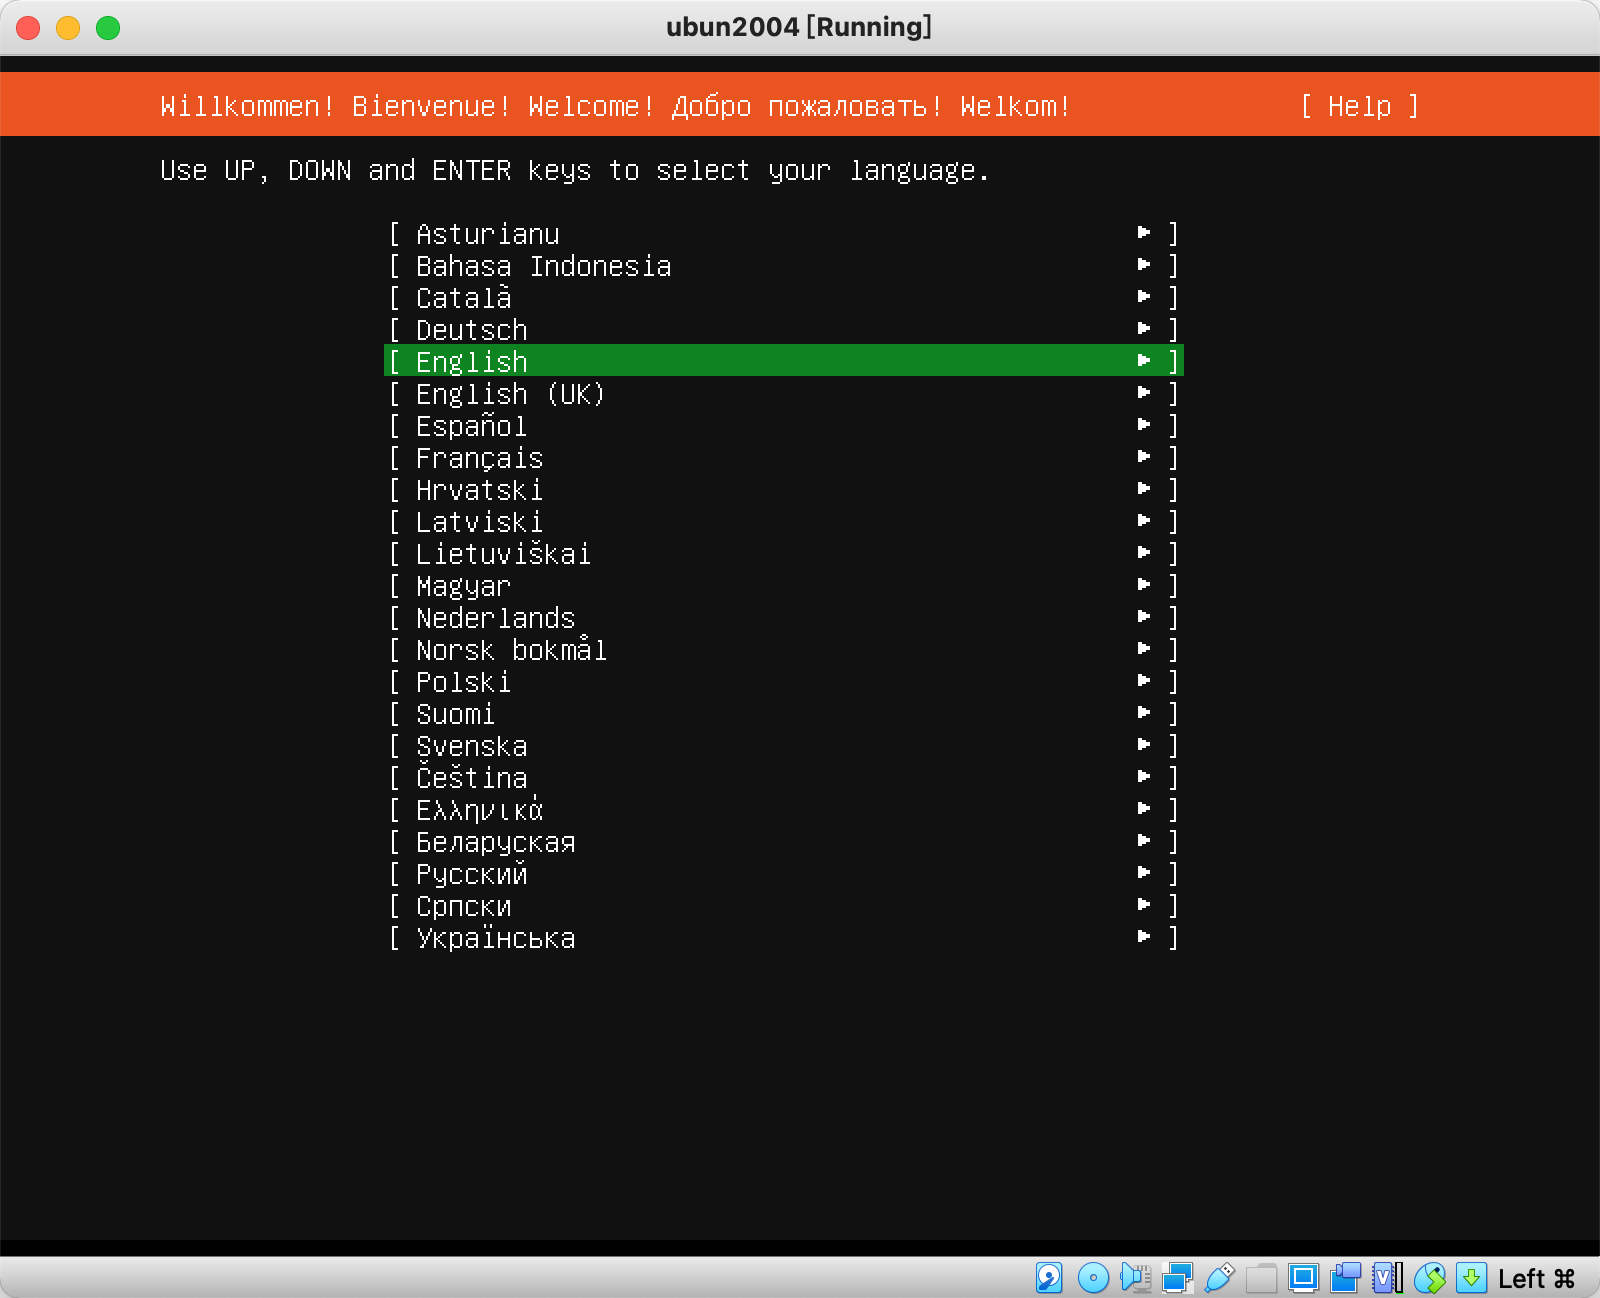 ubun2004 [Running]
Willkommen! Bienvenue! Welcome! Добро пожаловать! Welkom! [ Help ]
Use UP, DOWN and ENTER keys to select your language.
[ Asturianu ▸ ]
[ Bahasa Indonesia ▸ ]
[ Català ▸ ]
[ Deutsch ▸ ]
[ English ▸ ]
[ English (UK) ▸ ]
[ Español ▸ ]
[ Français ▸ ]
[ Hrvatski ▸ ]
[ Latviski ▸ ]
[ Lietuviškai ▸ ]
[ Magyar ▸ ]
[ Nederlands ▸ ]
[ Norsk bokmål ▸ ]
[ Polski ▸ ]
[ Suomi ▸ ]
[ Svenska ▸ ]
[ Čeština ▸ ]
[ Ελληνικά ▸ ]
[ Беларуская ▸ ]
[ Русский ▸ ]
[ Српски ▸ ]
[ Українська ▸ ]
Left ⌘